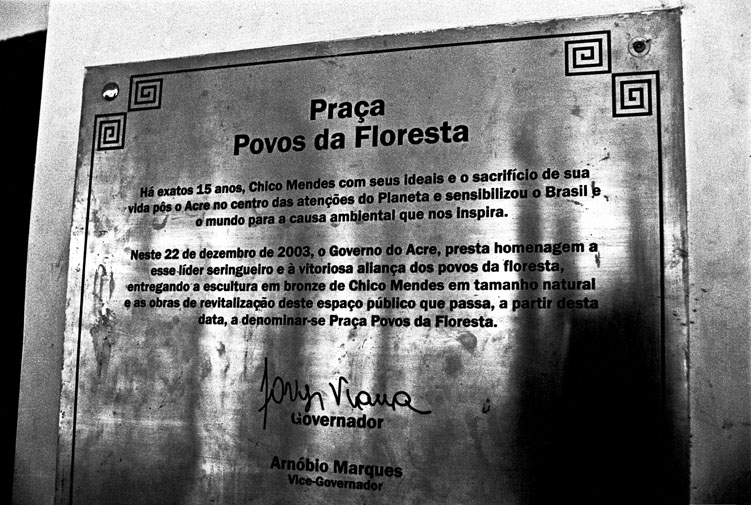 Praça
Povos da Floresta
Há exatos 15 anos, Chico Mendes com seus ideais e o sacrifício de sua
vida pôs o Acre no centro das atenções do Planeta e sensibilizou o Brasil e
o mundo para a causa ambiental que nos inspira.
Neste 22 de dezembro de 2003, o Governo do Acre, presta homenagem a
esse líder seringueiro e à vitoriosa aliança dos povos da floresta,
entregando a escultura em bronze de Chico Mendes em tamanho natural
e as obras de revitalização deste espaço público que passa, a partir desta
data, a denominar-se Praça Povos da Floresta.
Jorge Viana
Governador
Arnóbio Marques
Vice-Governador